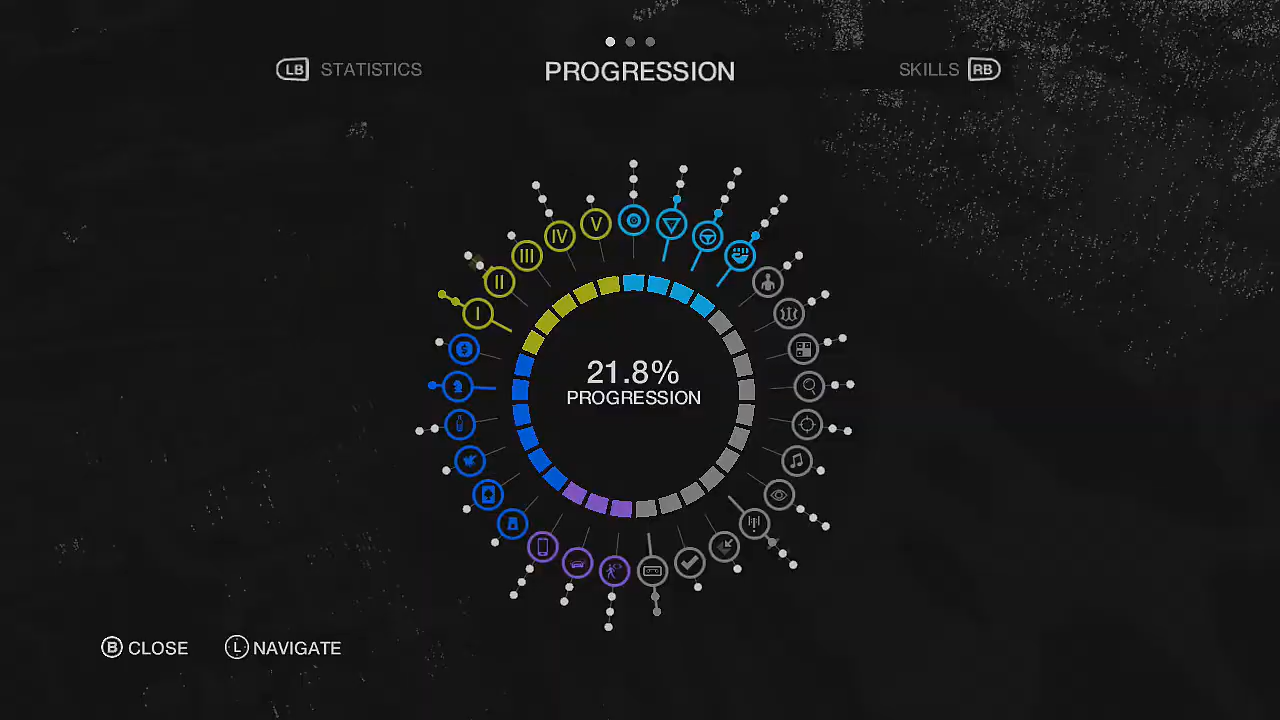 LB STATISTICS
PROGRESSION
SKILLS RB
I
II
III
IV
V
$
21.8%
PROGRESSION
B CLOSE
L NAVIGATE